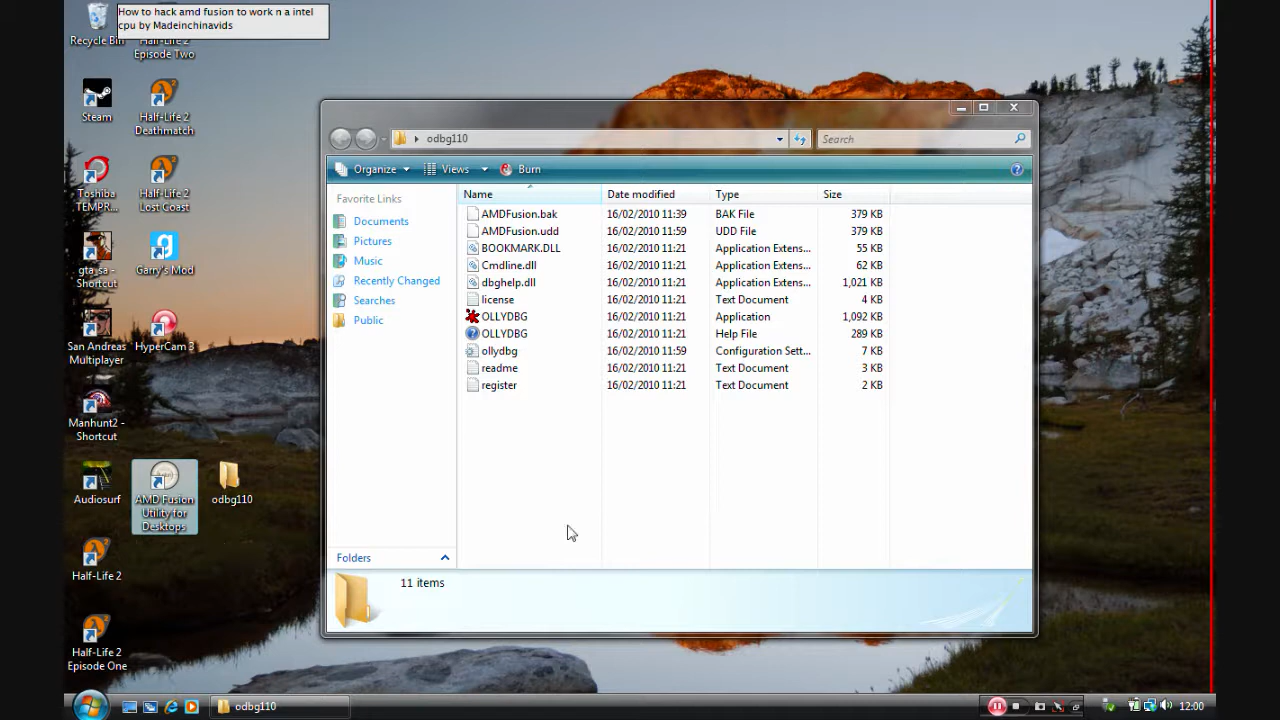 How to hack amd fusion to work n a intel
cpu by Madeinchinavids
Recycle Bin
Half-Life 2
Episode Two
Steam
Half-Life 2
Deathmatch
Toshiba
TEMPR...
Half-Life 2
Lost Coast
gta_sa -
Shortcut
Garry's Mod
San Andreas
Multiplayer
HyperCam 3
Manhunt2 -
Shortcut
Audiosurf
AMD Fusion
Utility for
Desktops
odbg110
Half-Life 2
Half-Life 2
Episode One
odbg110
Search
Organize Views Burn
Favorite Links
Documents
Pictures
Music
Recently Changed
Searches
Public
Folders
Name Date modified Type Size
AMDFusion.bak 16/02/2010 11:39 BAK File 379 KB
AMDFusion.udd 16/02/2010 11:59 UDD File 379 KB
BOOKMARK.DLL 16/02/2010 11:21 Application Extens... 55 KB
Cmdline.dll 16/02/2010 11:21 Application Extens... 62 KB
dbghelp.dll 16/02/2010 11:21 Application Extens... 1,021 KB
license 16/02/2010 11:21 Text Document 4 KB
OLLYDBG 16/02/2010 11:21 Application 1,092 KB
OLLYDBG 16/02/2010 11:21 Help File 289 KB
ollydbg 16/02/2010 11:59 Configuration Sett... 7 KB
readme 16/02/2010 11:21 Text Document 3 KB
register 16/02/2010 11:21 Text Document 2 KB
11 items
odbg110
12:00